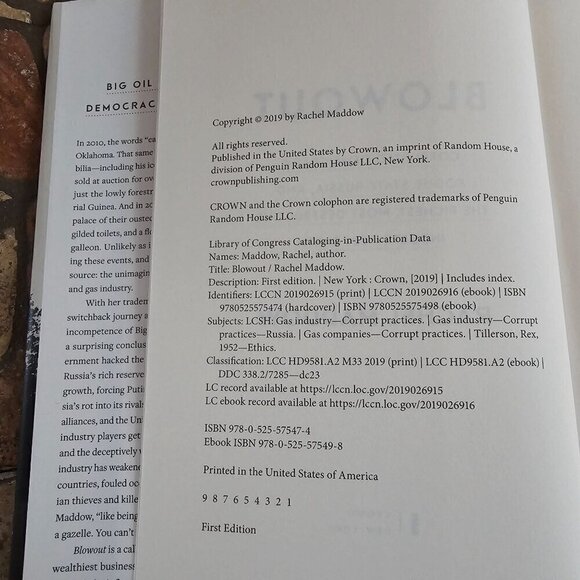 BIG OIL
DEMOCRAC
In 2010, the words "ea
Oklahoma. That same
bilia—including his ic
sold at auction for ov
just the lowly forestr
rial Guinea. And in 20
palace of their ousted
gilded toilets, and a flo
galleon. Unlikely as i
ing these events, and
source: the unimagin
and gas industry.
With her tradem
switchback journey a
incompetence of Big
a surprising conclus
ernment hacked the
Russia's rich reserve
growth, forcing Putin
sia's rot into its rivals
alliances, and the Uni
industry players get
and the deceptively w
industry has weakene
countries, fouled oce
ian thieves and kille
Maddow, "like being
a gazelle. You can't
Blowout is a cal
wealthiest business
BLOWOUT
Copyright © 2019 by Rachel Maddow
All rights reserved.
Published in the United States by Crown, an imprint of Random House, a
division of Penguin Random House LLC, New York.
crownpublishing.com
CROWN and the Crown colophon are registered trademarks of Penguin
Random House LLC.
Library of Congress Cataloging-in-Publication Data
Names: Maddow, Rachel, author.
Title: Blowout / Rachel Maddow.
Description: First edition. | New York : Crown, [2019] | Includes index.
Identifiers: LCCN 2019026915 (print) | LCCN 2019026916 (ebook) | ISBN
9780525575474 (hardcover) | ISBN 9780525575498 (ebook)
Subjects: LCSH: Gas industry—Corrupt practices. | Gas industry—Corrupt
practices—Russia. | Gas companies—Corrupt practices. | Tillerson, Rex,
1952—Ethics.
Classification: LCC HD9581.A2 M33 2019 (print) | LCC HD9581.A2 (ebook) |
DDC 338.2/7285—dc23
LC record available at https://lccn.loc.gov/2019026915
LC ebook record available at https://lccn.loc.gov/2019026916
ISBN 978-0-525-57547-4
Ebook ISBN 978-0-525-57549-8
Printed in the United States of America
9 8 7 6 5 4 3 2 1
First Edition